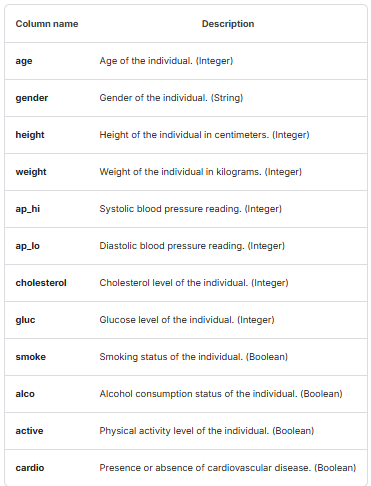 Column name Description
age Age of the individual. (Integer)
gender Gender of the individual. (String)
height Height of the individual in centimeters. (Integer)
weight Weight of the individual in kilograms. (Integer)
ap_hi Systolic blood pressure reading. (Integer)
ap_lo Diastolic blood pressure reading. (Integer)
cholesterol Cholesterol level of the individual. (Integer)
gluc Glucose level of the individual. (Integer)
smoke Smoking status of the individual. (Boolean)
alco Alcohol consumption status of the individual. (Boolean)
active Physical activity level of the individual. (Boolean)
cardio Presence or absence of cardiovascular disease. (Boolean)